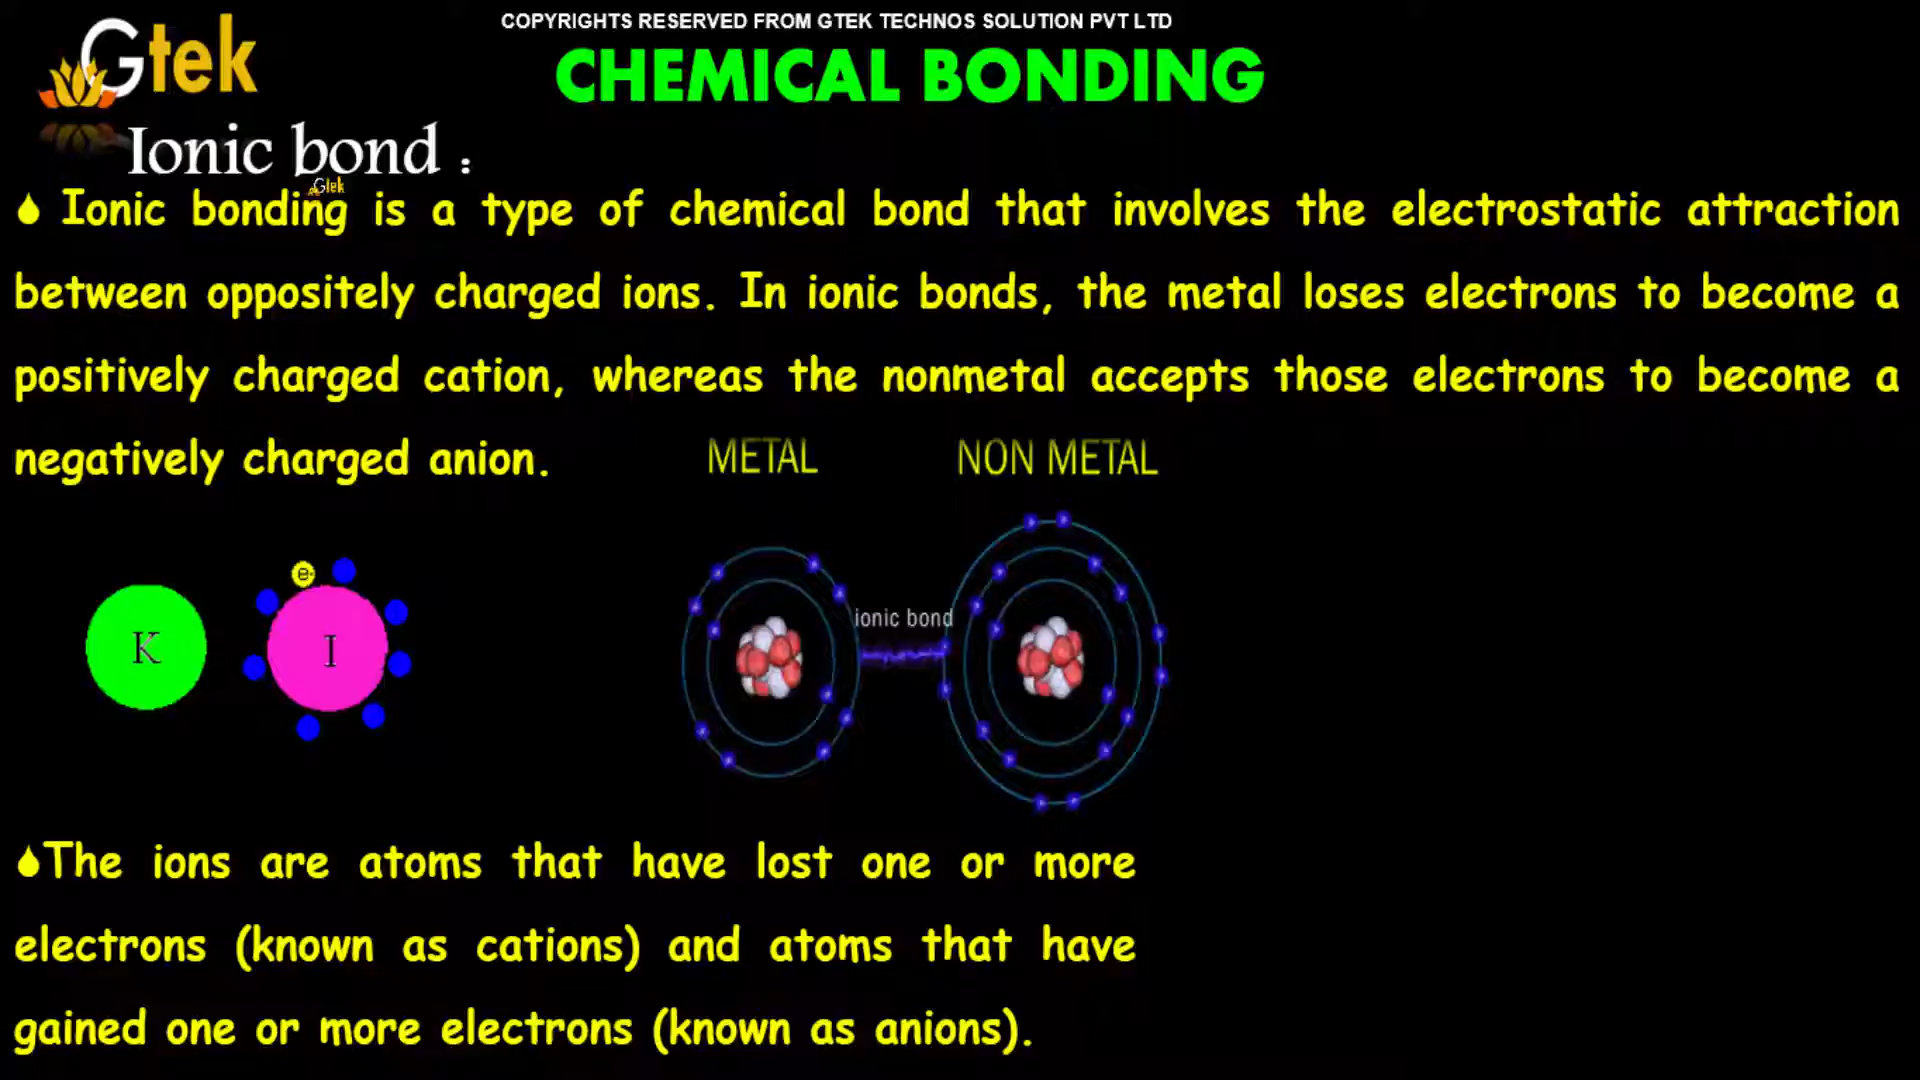 Gtek
COPYRIGHTS RESERVED FROM GTEK TECHNOS SOLUTION PVT LTD
CHEMICAL BONDING
Ionic bond :
Gtek
Ionic bonding is a type of chemical bond that involves the electrostatic attraction
between oppositely charged ions. In ionic bonds, the metal loses electrons to become a
positively charged cation, whereas the nonmetal accepts those electrons to become a
negatively charged anion.
METAL
NON METAL
e-
K
I
ionic bond
The ions are atoms that have lost one or more
electrons (known as cations) and atoms that have
gained one or more electrons (known as anions).